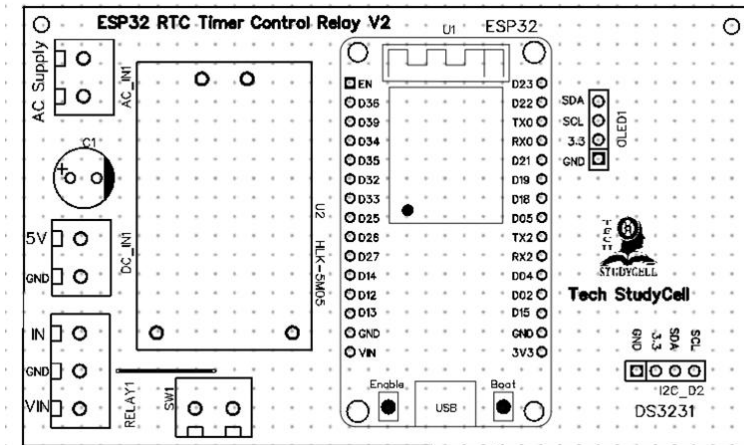 ESP32 RTC Timer Control Relay V2
U1
ESP32
AC Supply
AC_IN1
C1
+
5V
GND
DC_IN1
U2
HLK-5M05
IN
GND
VIN
RELAY1
SW1
EN
D36
D39
D34
D35
D32
D33
D25
D26
D27
D14
D12
D13
GND
VIN
D23
D22
TX0
RX0
D21
D19
D18
D05
TX2
RX2
D04
D02
D15
GND
3V3
Enable
USB
Boot
SDA
SCL
3.3
GND
OLED1
TECH
STUDYCELL
Tech StudyCell
GND
3.3
SDA
SCL
I2C_D2
DS3231